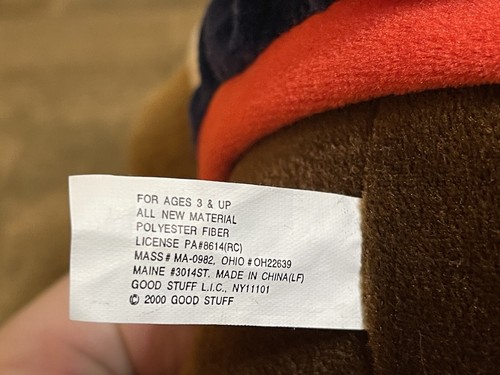 FOR AGES 3 & UP
ALL NEW MATERIAL
POLYESTER FIBER
LICENSE PA#8614(RC)
MASS# MA-0982, OHIO #OH22639
MAINE #3014ST. MADE IN CHINA(LF)
GOOD STUFF L.I.C., NY11101
© 2000 GOOD STUFF